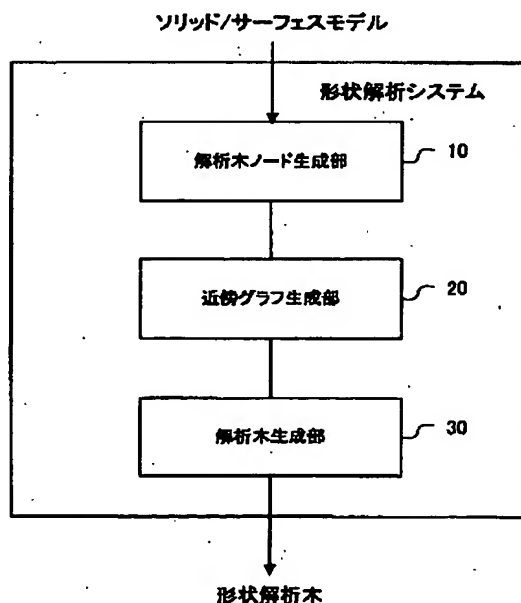 ソリッド/サーフェスモデル
形状解析システム
解析木ノード生成部
10
近傍グラフ生成部
20
解析木生成部
30
形状解析木